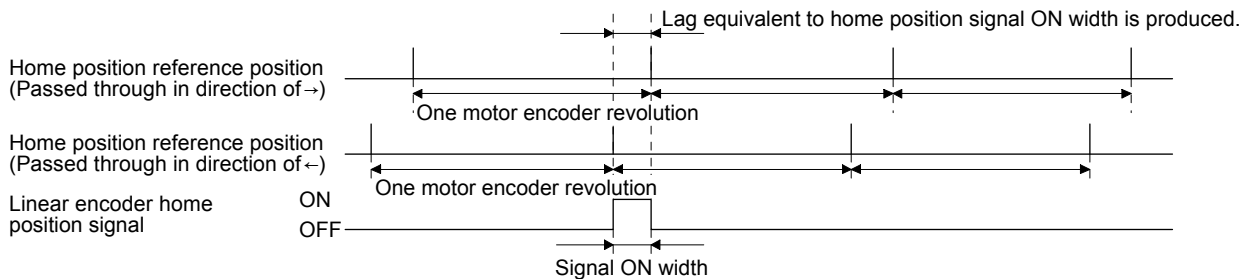 Lag equivalent to home position signal ON width is produced.
Home position reference position
(Passed through in direction of→)
One motor encoder revolution
Home position reference position
(Passed through in direction of←)
One motor encoder revolution
Linear encoder home
position signal
ON
OFF
Signal ON width